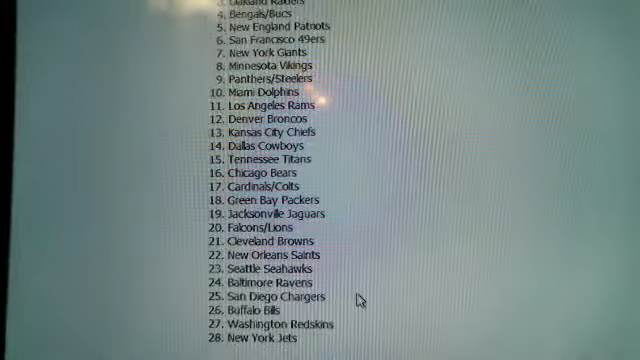 3. Oakland Raiders
4. Bengals/Bucs
5. New England Patriots
6. San Francisco 49ers
7. New York Giants
8. Minnesota Vikings
9. Panthers/Steelers
10. Miami Dolphins
11. Los Angeles Rams
12. Denver Broncos
13. Kansas City Chiefs
14. Dallas Cowboys
15. Tennessee Titans
16. Chicago Bears
17. Cardinals/Colts
18. Green Bay Packers
19. Jacksonville Jaguars
20. Falcons/Lions
21. Cleveland Browns
22. New Orleans Saints
23. Seattle Seahawks
24. Baltimore Ravens
25. San Diego Chargers
26. Buffalo Bills
27. Washington Redskins
28. New York Jets